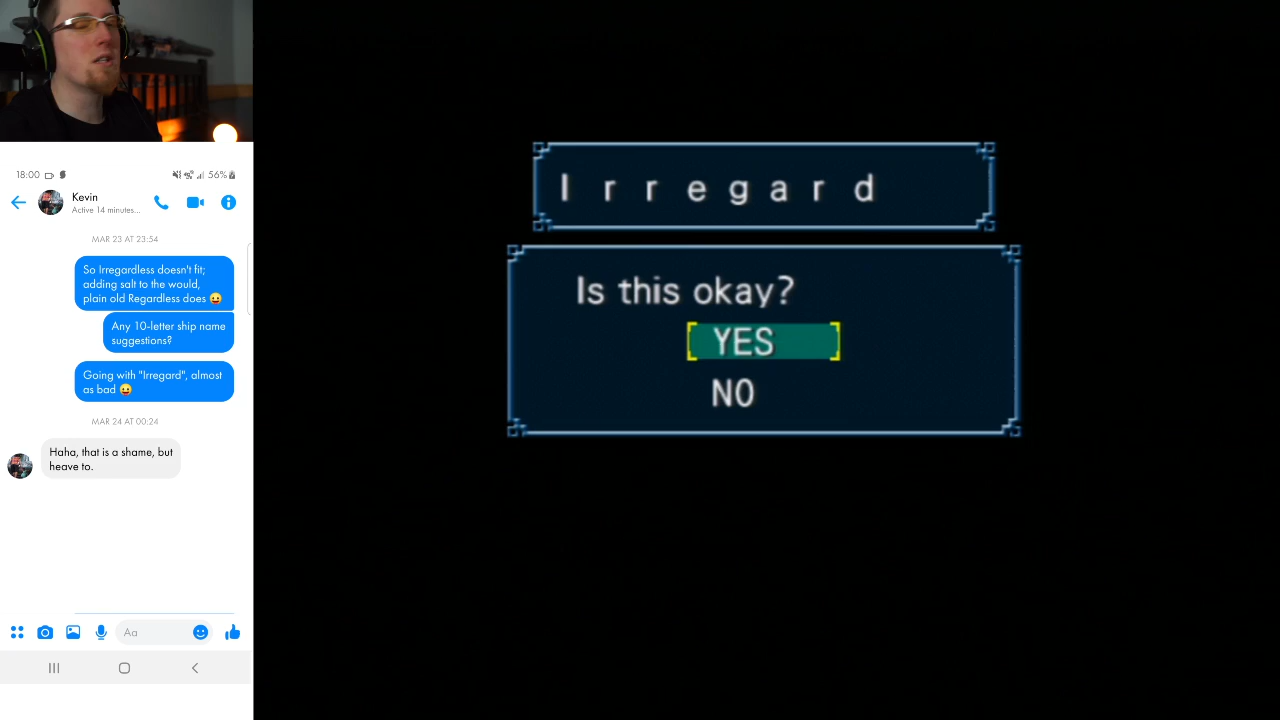 18:00
56%
Kevin
Active 14 minutes...
MAR 23 AT 23:54
So Irregardless doesn't fit;
adding salt to the would,
plain old Regardless does 😛
Any 10-letter ship name
suggestions?
Going with "Irregard", almost
as bad 😛
MAR 24 AT 00:24
Haha, that is a shame, but
heave to.
Aa
Irregard
Is this okay?
YES
NO